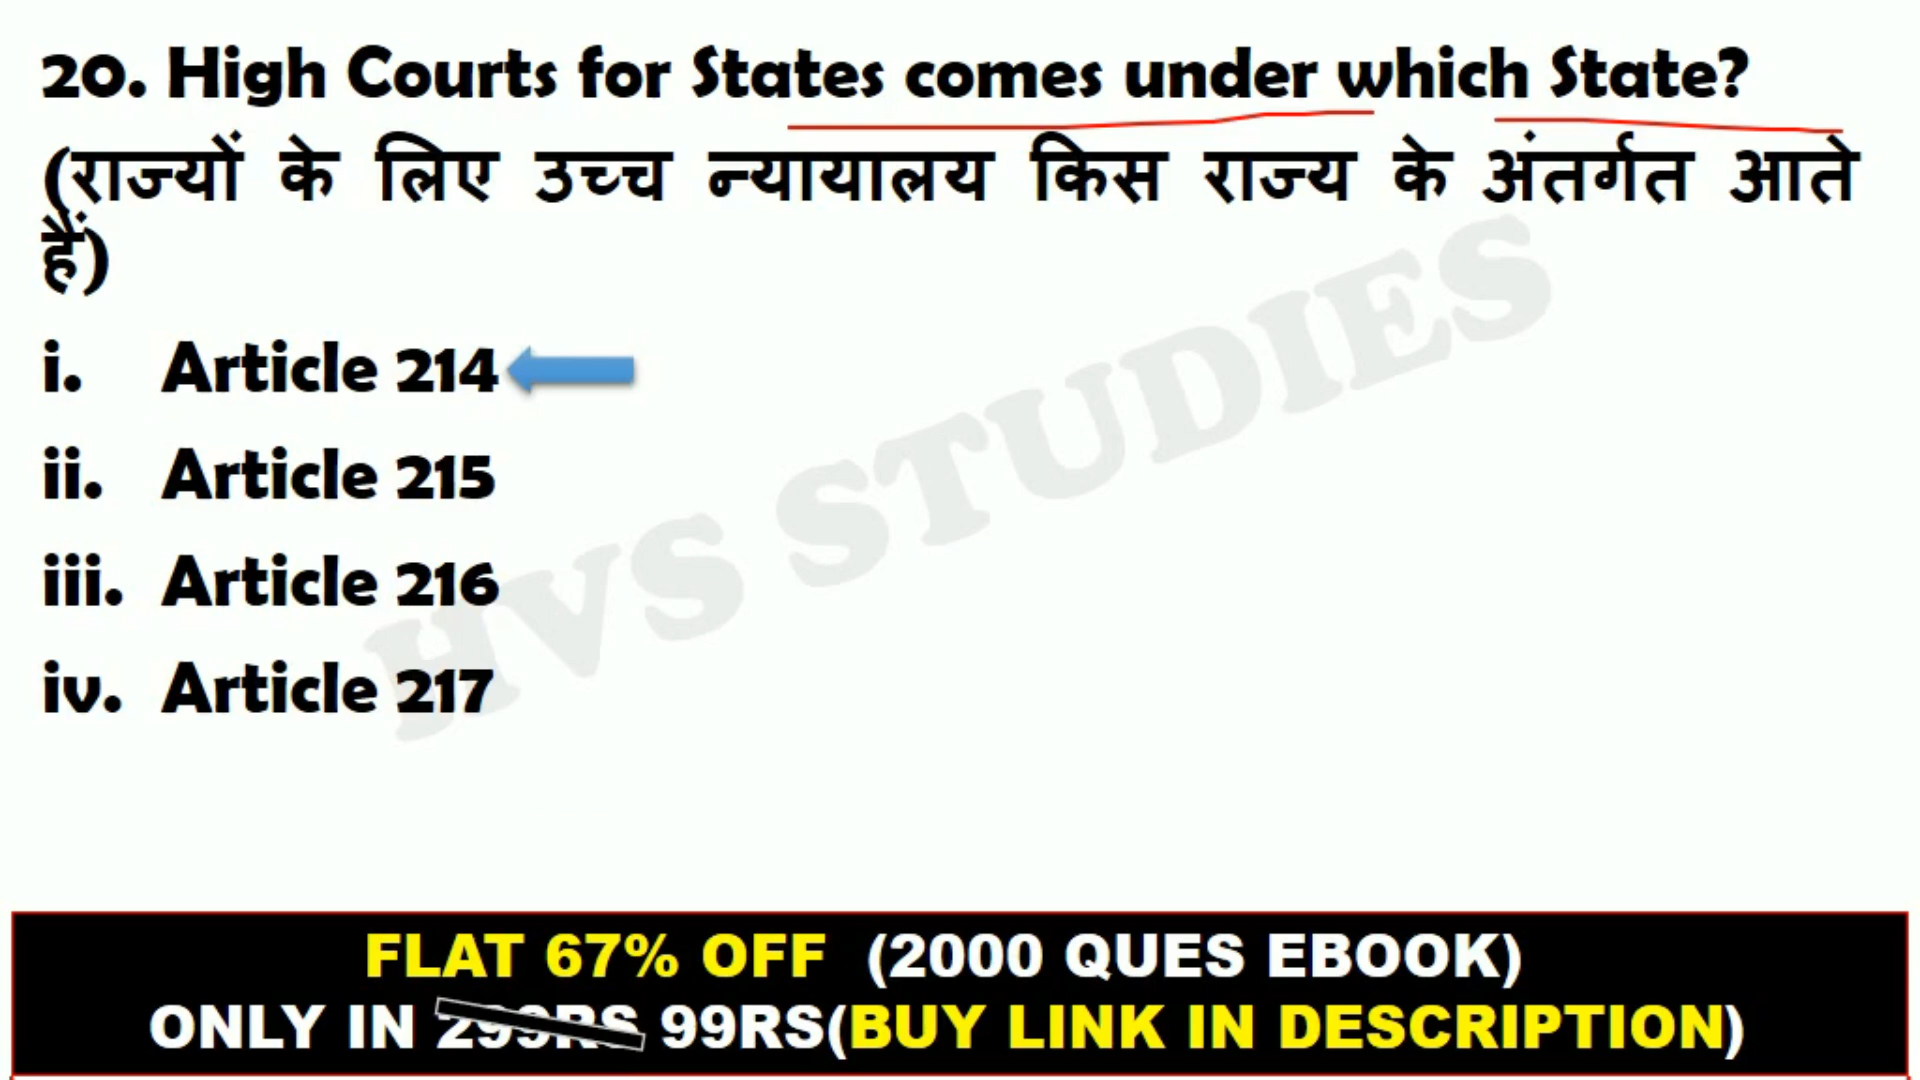 20. High Courts for States comes under which State?
(राज्यों के लिए उच्च न्यायालय किस राज्य के अंतर्गत आते
हैं)
i. Article 214
ii. Article 215
iii. Article 216
iv. Article 217
HVS STUDIES
FLAT 67% OFF (2000 QUES EBOOK)
ONLY IN 299RS 99RS(BUY LINK IN DESCRIPTION)